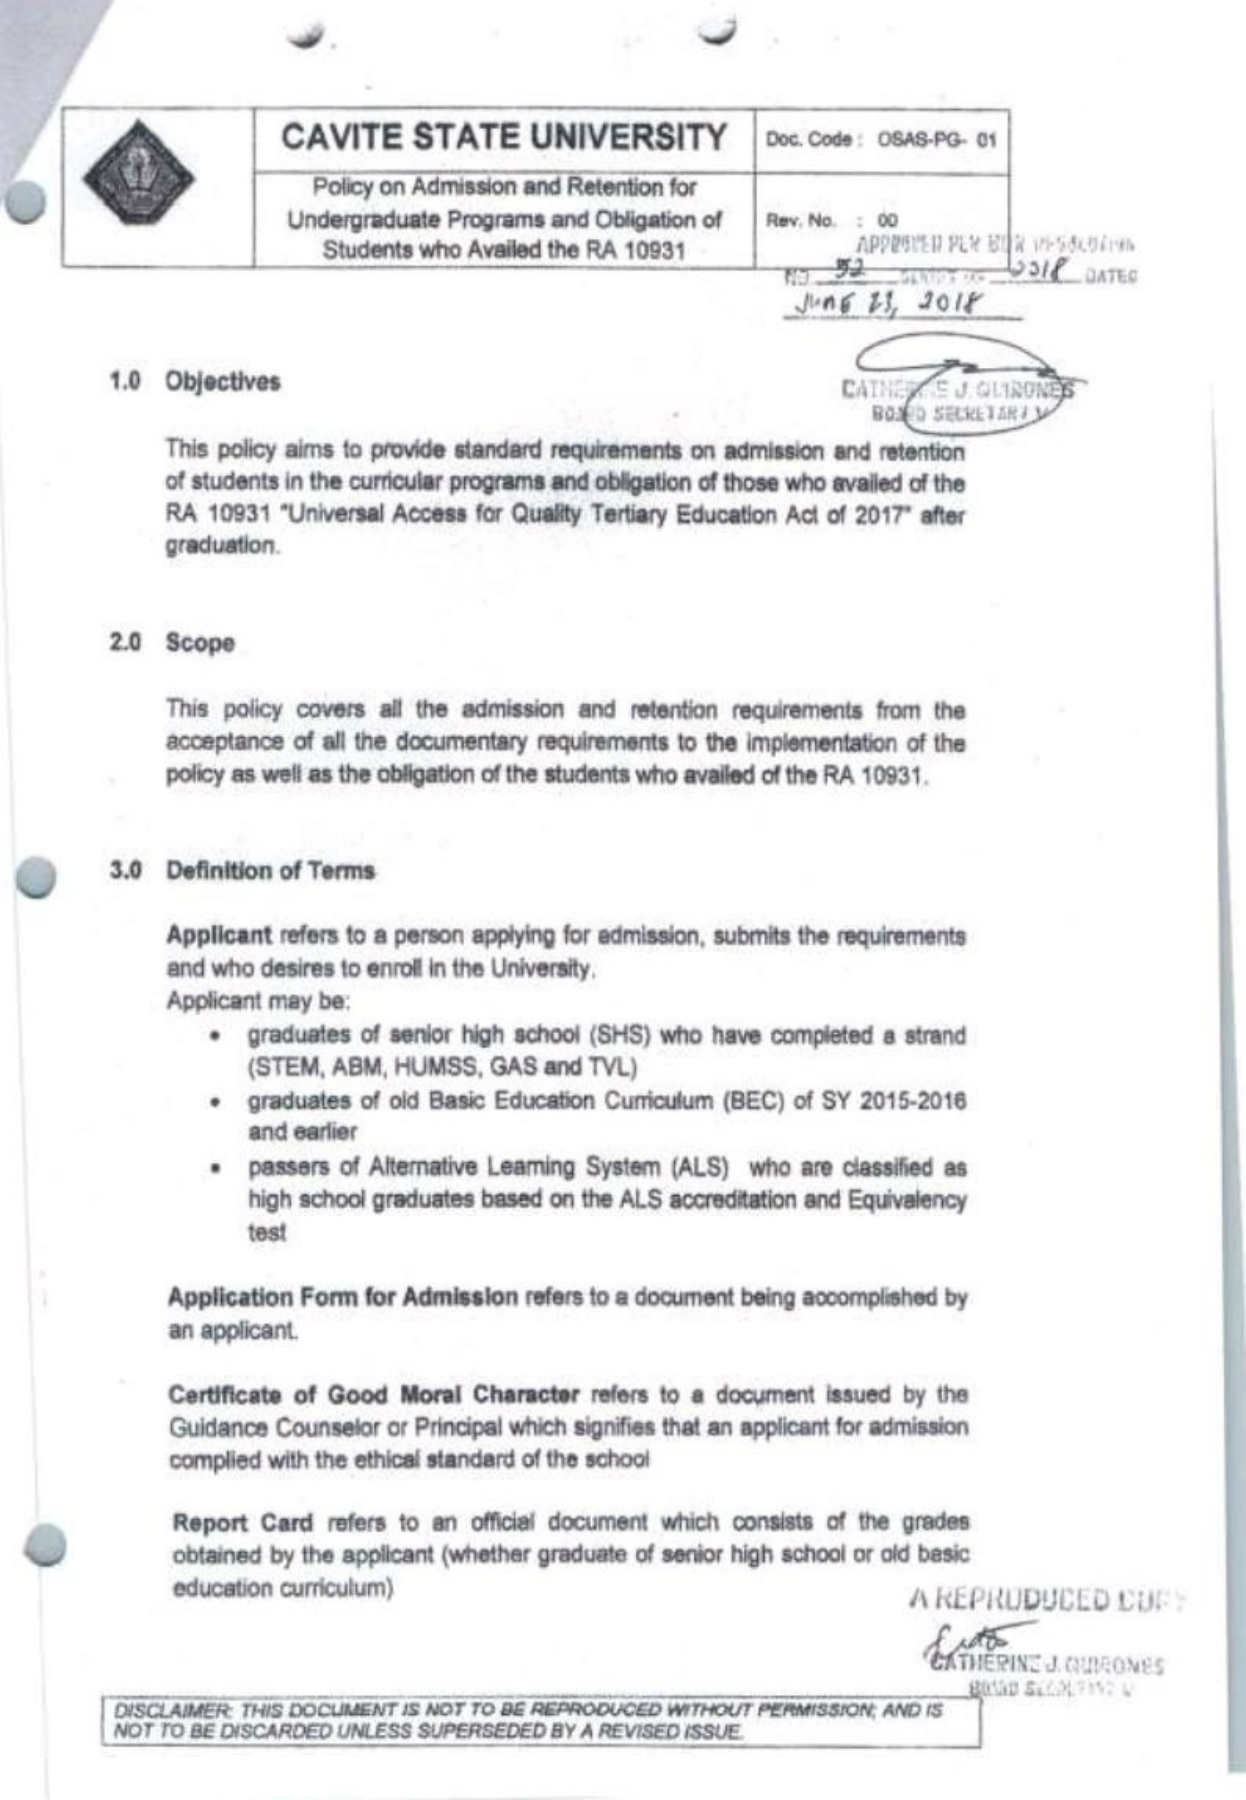 CAVITE STATE UNIVERSITY
Doc. Code : OSAS-PG- 01
Policy on Admission and Retention for
Undergraduate Programs and Obligation of
Students who Availed the RA 10931
Rev. No. : 00
APPROVED PER BOR RESOLUTION
NO 52 2018 DATED
June 23, 2018
CATHERINE J. QUIRONES
BOARD SECRETARY V
1.0 Objectives
This policy aims to provide standard requirements on admission and retention
of students in the curricular programs and obligation of those who availed of the
RA 10931 "Universal Access for Quality Tertiary Education Act of 2017" after
graduation.
2.0 Scope
This policy covers all the admission and retention requirements from the
acceptance of all the documentary requirements to the implementation of the
policy as well as the obligation of the students who availed of the RA 10931.
3.0 Definition of Terms
Applicant refers to a person applying for admission, submits the requirements
and who desires to enroll in the University.
Applicant may be:
• graduates of senior high school (SHS) who have completed a strand
(STEM, ABM, HUMSS, GAS and TVL)
• graduates of old Basic Education Curriculum (BEC) of SY 2015-2016
and earlier
• passers of Alternative Learning System (ALS) who are classified as
high school graduates based on the ALS accreditation and Equivalency
test
Application Form for Admission refers to a document being accomplished by
an applicant.
Certificate of Good Moral Character refers to a document issued by the
Guidance Counselor or Principal which signifies that an applicant for admission
complied with the ethical standard of the school
Report Card refers to an official document which consists of the grades
obtained by the applicant (whether graduate of senior high school or old basic
education curriculum)
A REPRODUCED COPY
CATHERINE J. QUIRONES
BOARD SECRETARY V
DISCLAIMER: THIS DOCUMENT IS NOT TO BE REPRODUCED WITHOUT PERMISSION; AND IS
NOT TO BE DISCARDED UNLESS SUPERSEDED BY A REVISED ISSUE.